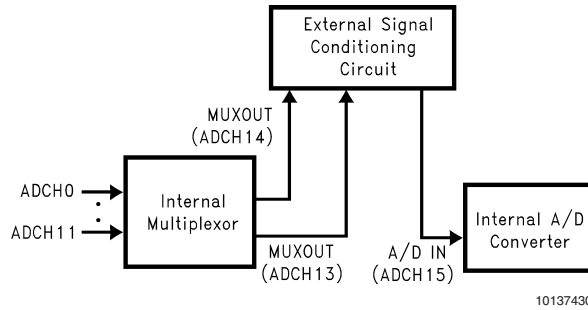 External Signal
Conditioning
Circuit
MUXOUT
(ADCH14)
ADCH0
ADCH11
Internal
Multiplexor
MUXOUT
(ADCH13)
A/D IN
(ADCH15)
Internal A/D
Converter
10137430